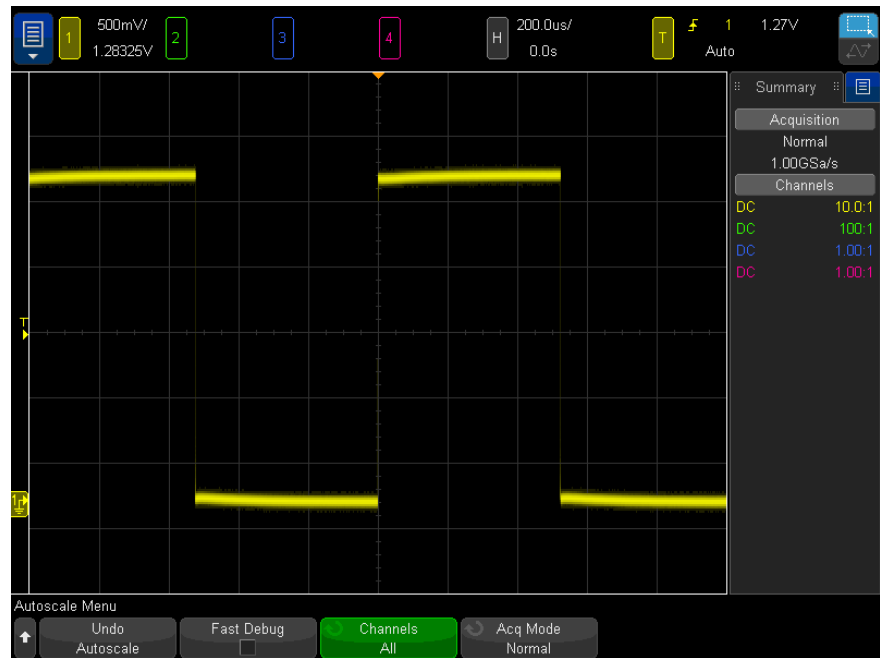 1 500mV/ 2 3 4 H 200.0us/ T 1 1.27V
1.28325V 0.0s Auto
Summary
Acquisition
Normal
1.00GSa/s
Channels
DC 10.0:1
DC 100:1
DC 1.00:1
DC 1.00:1
T
1
Autoscale Menu
Undo Autoscale
Fast Debug
Channels
All
Acq Mode
Normal